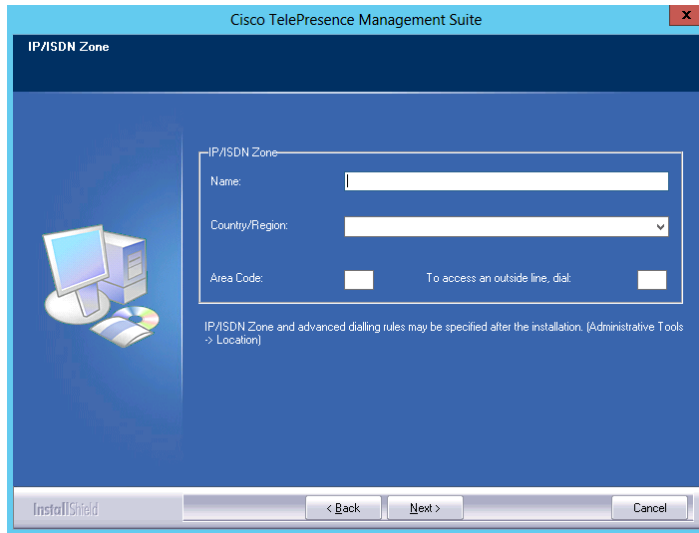 Cisco TelePresence Management Suite
x
IP/ISDN Zone
IP/ISDN Zone
Name:
Country/Region:
Area Code:
To access an outside line, dial:
IP/ISDN Zone and advanced dialling rules may be specified after the installation. (Administrative Tools
-> Location)
InstallShield
< Back
Next >
Cancel